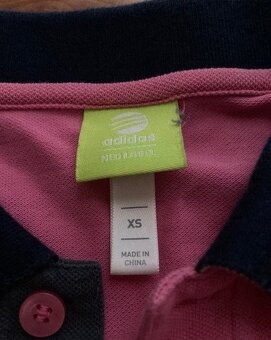 adidas
NEO LABEL
XS
MADE IN
CHINA